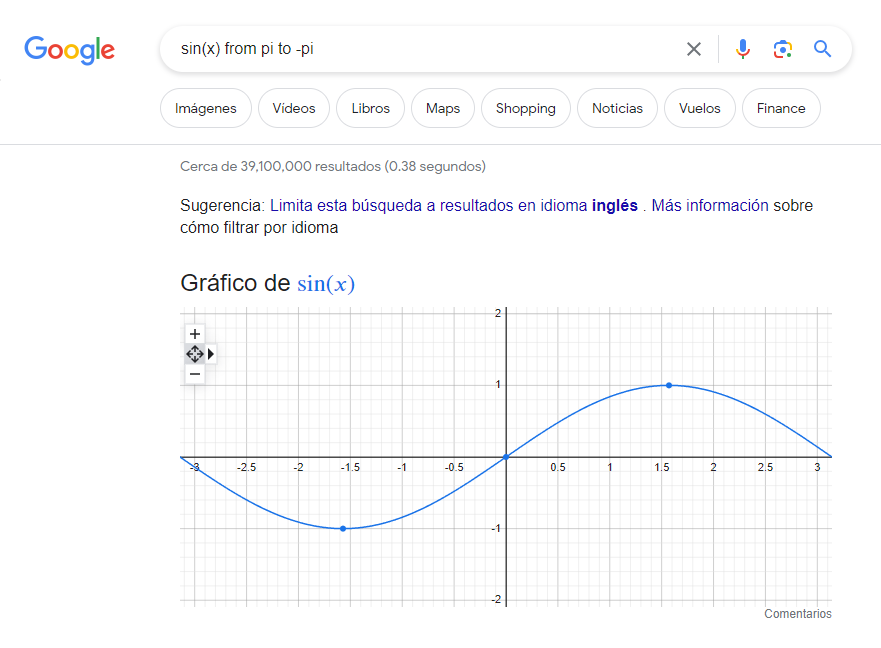 Google
sin(x) from pi to -pi
Imágenes
Vídeos
Libros
Maps
Shopping
Noticias
Vuelos
Finance
Cerca de 39,100,000 resultados (0.38 segundos)
Sugerencia: Limita esta búsqueda a resultados en idioma inglés . Más información sobre
cómo filtrar por idioma
Gráfico de sin(x)
2
1
-3 -2.5 -2 -1.5 -1 -0.5 0.5 1 1.5 2 2.5 3
-1
-2
Comentarios